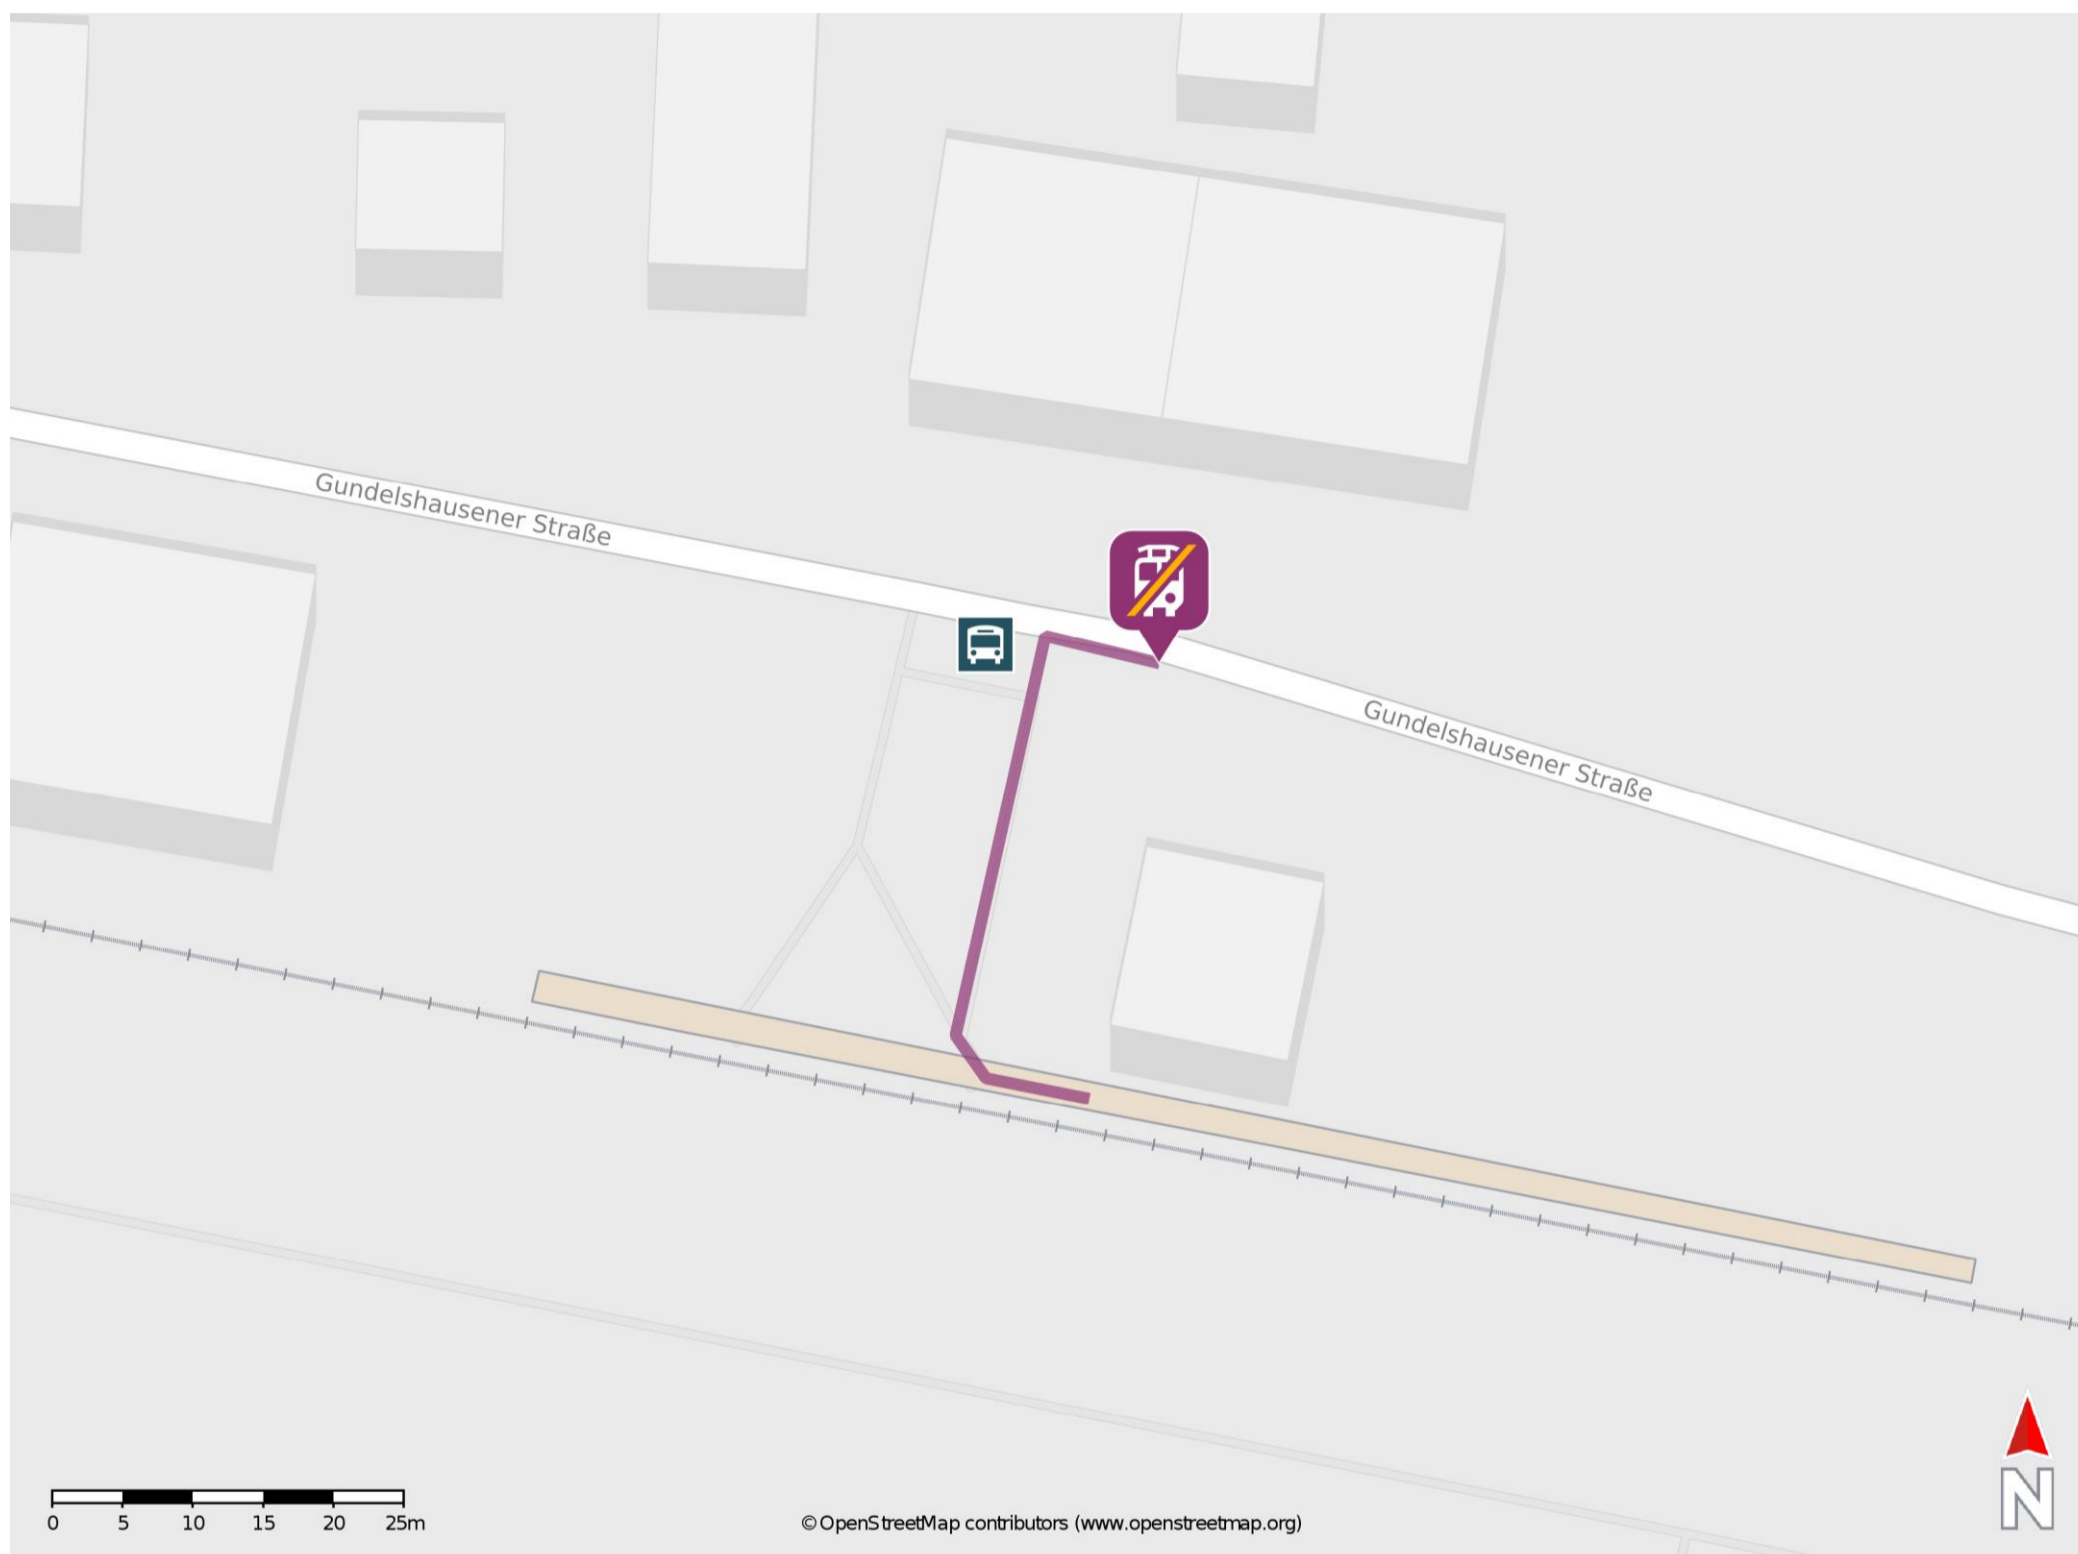 Gundelshausener Straße
Gundelshausener Straße
0 5 10 15 20 25m
© OpenStreetMap contributors (www.openstreetmap.org)
N